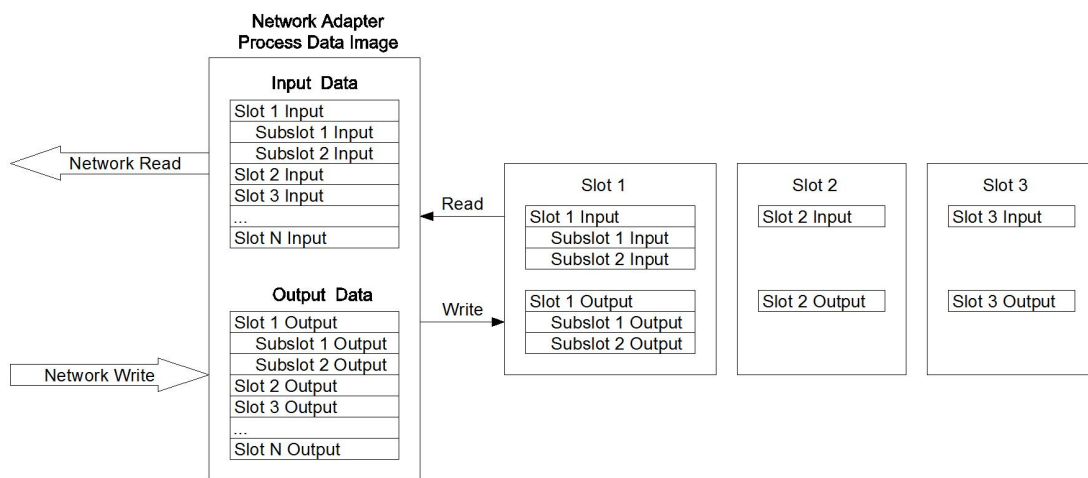 Network Adapter
Process Data Image
Input Data
Slot 1 Input
Subslot 1 Input
Subslot 2 Input
Slot 2 Input
Slot 3 Input
...
Slot N Input
Output Data
Slot 1 Output
Subslot 1 Output
Subslot 2 Output
Slot 2 Output
Slot 3 Output
...
Slot N Output
Network Read
Network Write
Read
Write
Slot 1
Slot 1 Input
Subslot 1 Input
Subslot 2 Input
Slot 1 Output
Subslot 1 Output
Subslot 2 Output
Slot 2
Slot 2 Input
Slot 2 Output
Slot 3
Slot 3 Input
Slot 3 Output